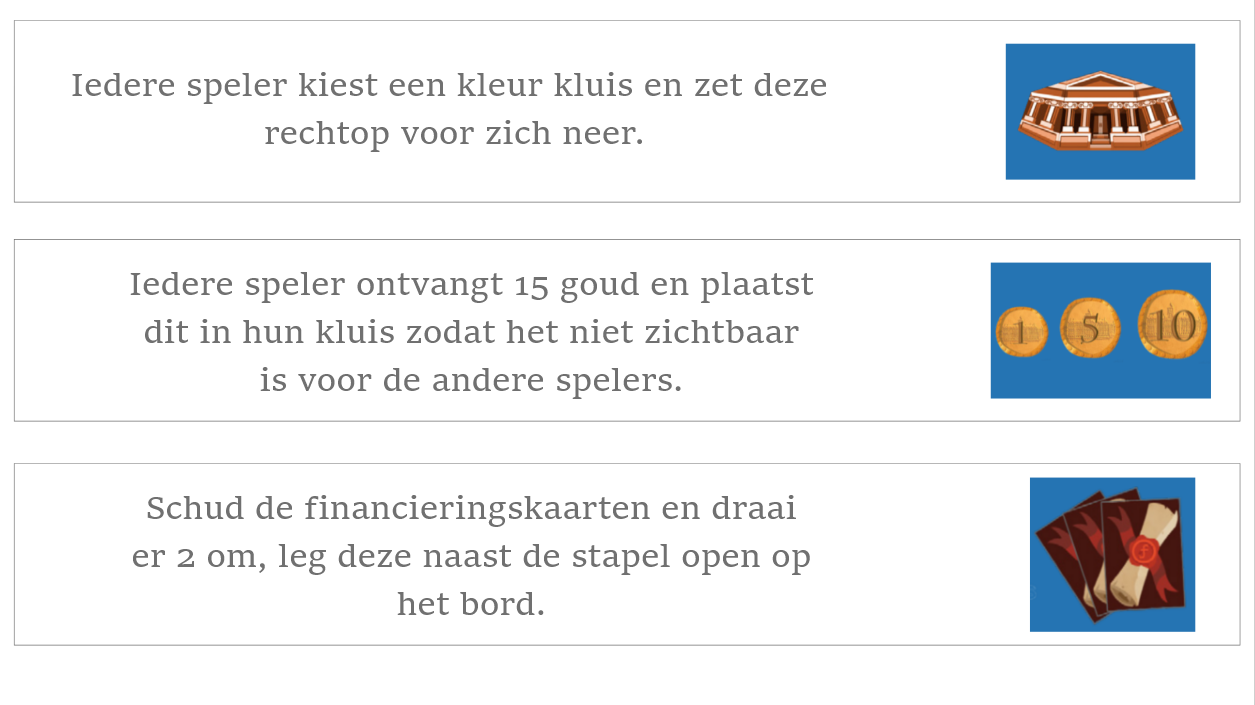 Iedere speler kiest een kleur kluis en zet deze
rechtop voor zich neer.
Iedere speler ontvangt 15 goud en plaatst
dit in hun kluis zodat het niet zichtbaar
is voor de andere spelers.
1 5 10
Schud de financieringskaarten en draai
er 2 om, leg deze naast de stapel open op
het bord.